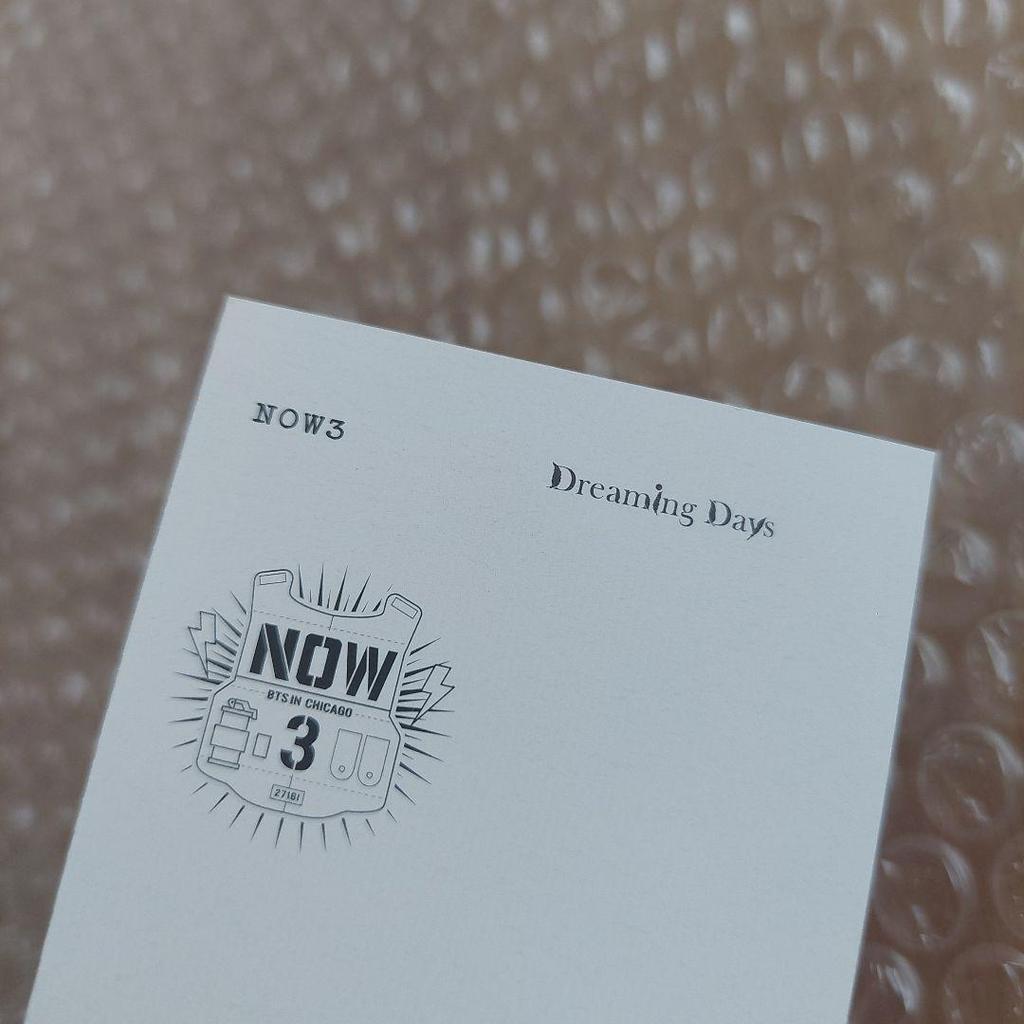 NOW3
Dreaming Days
NOW
BTS IN CHICAGO
3
27181